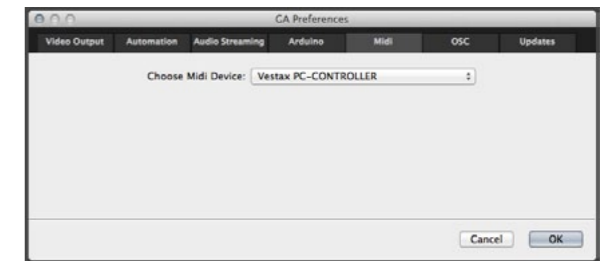 CA Preferences
Video Output Automation Audio Streaming Arduino Midi OSC Updates
Choose Midi Device: Vestax PC-CONTROLLER
Cancel OK